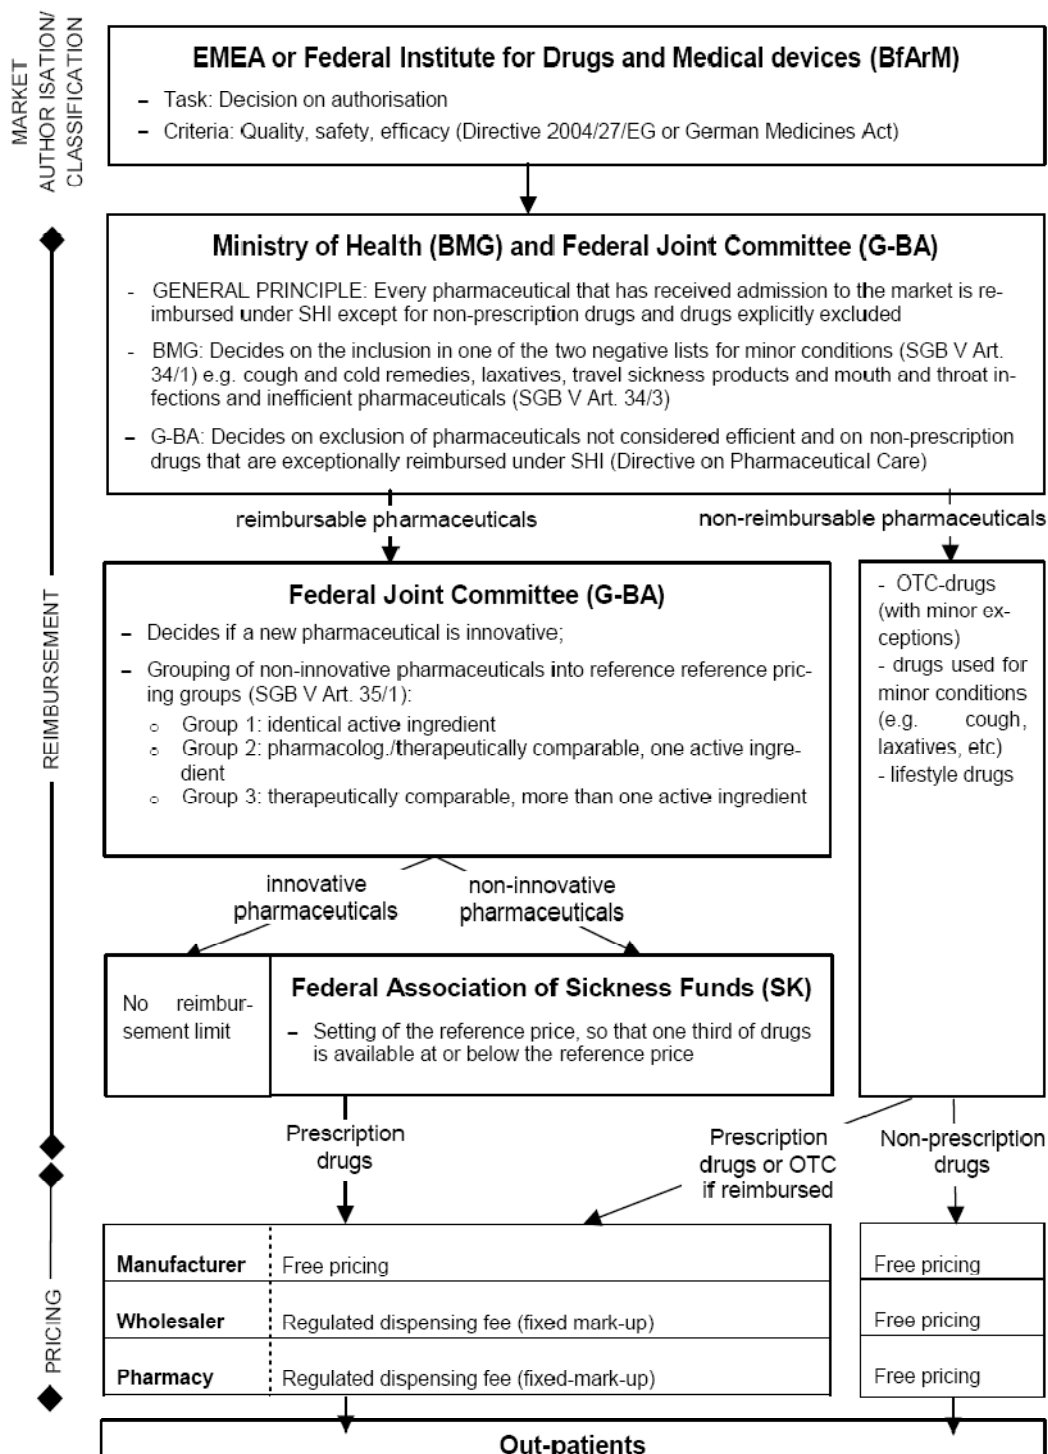 MARKET
AUTHORISATION/
CLASSIFICATION
EMEA or Federal Institute for Drugs and Medical devices (BfArM)
– Task: Decision on authorisation
– Criteria: Quality, safety, efficacy (Directive 2004/27/EG or German Medicines Act)
Ministry of Health (BMG) and Federal Joint Committee (G-BA)
- GENERAL PRINCIPLE: Every pharmaceutical that has received admission to the market is re-
imbursed under SHI except for non-prescription drugs and drugs explicitly excluded
- BMG: Decides on the inclusion in one of the two negative lists for minor conditions (SGB V Art.
34/1) e.g. cough and cold remedies, laxatives, travel sickness products and mouth and throat in-
fections and inefficient pharmaceuticals (SGB V Art. 34/3)
– G-BA: Decides on exclusion of pharmaceuticals not considered efficient and on non-prescription
drugs that are exceptionally reimbursed under SHI (Directive on Pharmaceutical Care)
reimbursable pharmaceuticals
non-reimbursable pharmaceuticals
REIMBURSEMENT
Federal Joint Committee (G-BA)
– Decides if a new pharmaceutical is innovative;
– Grouping of non-innovative pharmaceuticals into reference reference pric-
ing groups (SGB V Art. 35/1):
o Group 1: identical active ingredient
o Group 2: pharmacolog./therapeutically comparable, one active ingre-
dient
o Group 3: therapeutically comparable, more than one active ingredient
- OTC-drugs
(with minor ex-
ceptions)
- drugs used for
minor conditions
(e.g. cough,
laxatives, etc)
- lifestyle drugs
innovative
pharmaceuticals
non-innovative
pharmaceuticals
No reimbur-
sement limit
Federal Association of Sickness Funds (SK)
– Setting of the reference price, so that one third of drugs
is available at or below the reference price
Prescription
drugs
Prescription
drugs or OTC
if reimbursed
Non-prescription
drugs
PRICING
Manufacturer Free pricing
Free pricing
Wholesaler Regulated dispensing fee (fixed mark-up)
Free pricing
Pharmacy Regulated dispensing fee (fixed-mark-up)
Free pricing
Out-patients